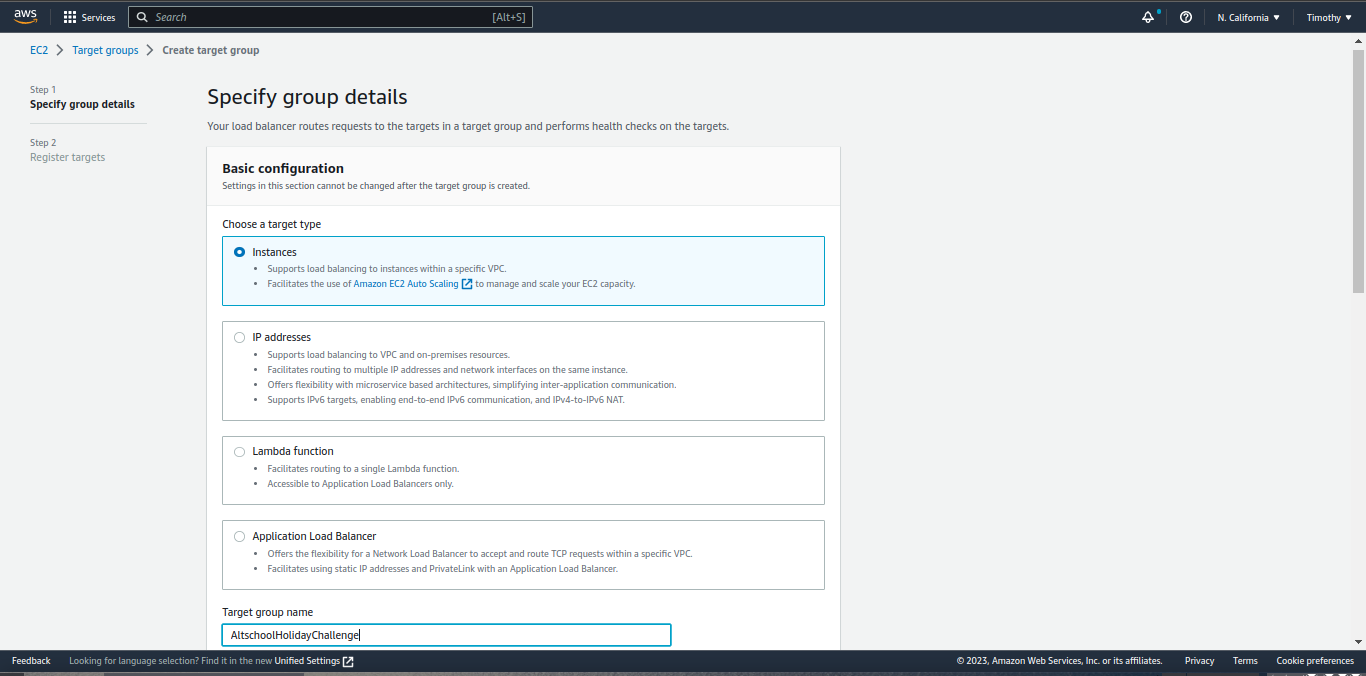 aws Services Search [Alt+S] N. California Timothy
EC2 Target groups Create target group
Step 1
Specify group details
Step 2
Register targets
Specify group details
Your load balancer routes requests to the targets in a target group and performs health checks on the targets.
Basic configuration
Settings in this section cannot be changed after the target group is created.
Choose a target type
Instances
• Supports load balancing to instances within a specific VPC.
• Facilitates the use of Amazon EC2 Auto Scaling to manage and scale your EC2 capacity.
IP addresses
• Supports load balancing to VPC and on-premises resources.
• Facilitates routing to multiple IP addresses and network interfaces on the same instance.
• Offers flexibility with microservice based architectures, simplifying inter-application communication.
• Supports IPv6 targets, enabling end-to-end IPv6 communication, and IPv4-to-IPv6 NAT.
Lambda function
• Facilitates routing to a single Lambda function.
• Accessible to Application Load Balancers only.
Application Load Balancer
• Offers the flexibility for a Network Load Balancer to accept and route TCP requests within a specific VPC.
• Facilitates using static IP addresses and PrivateLink with an Application Load Balancer.
Target group name
AltschoolHolidayChallenge
Feedback Looking for language selection? Find it in the new Unified Settings © 2023, Amazon Web Services, Inc. or its affiliates. Privacy Terms Cookie preferences